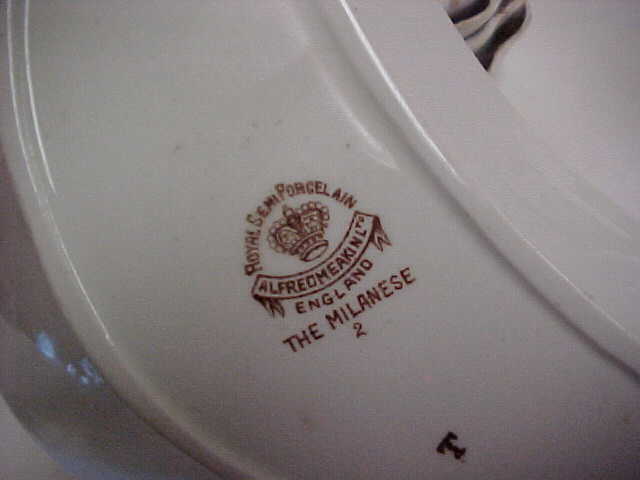 ROYAL SEMI PORCELAIN
ALFRED MEAKIN LTD
ENGLAND
THE MILANESE
2